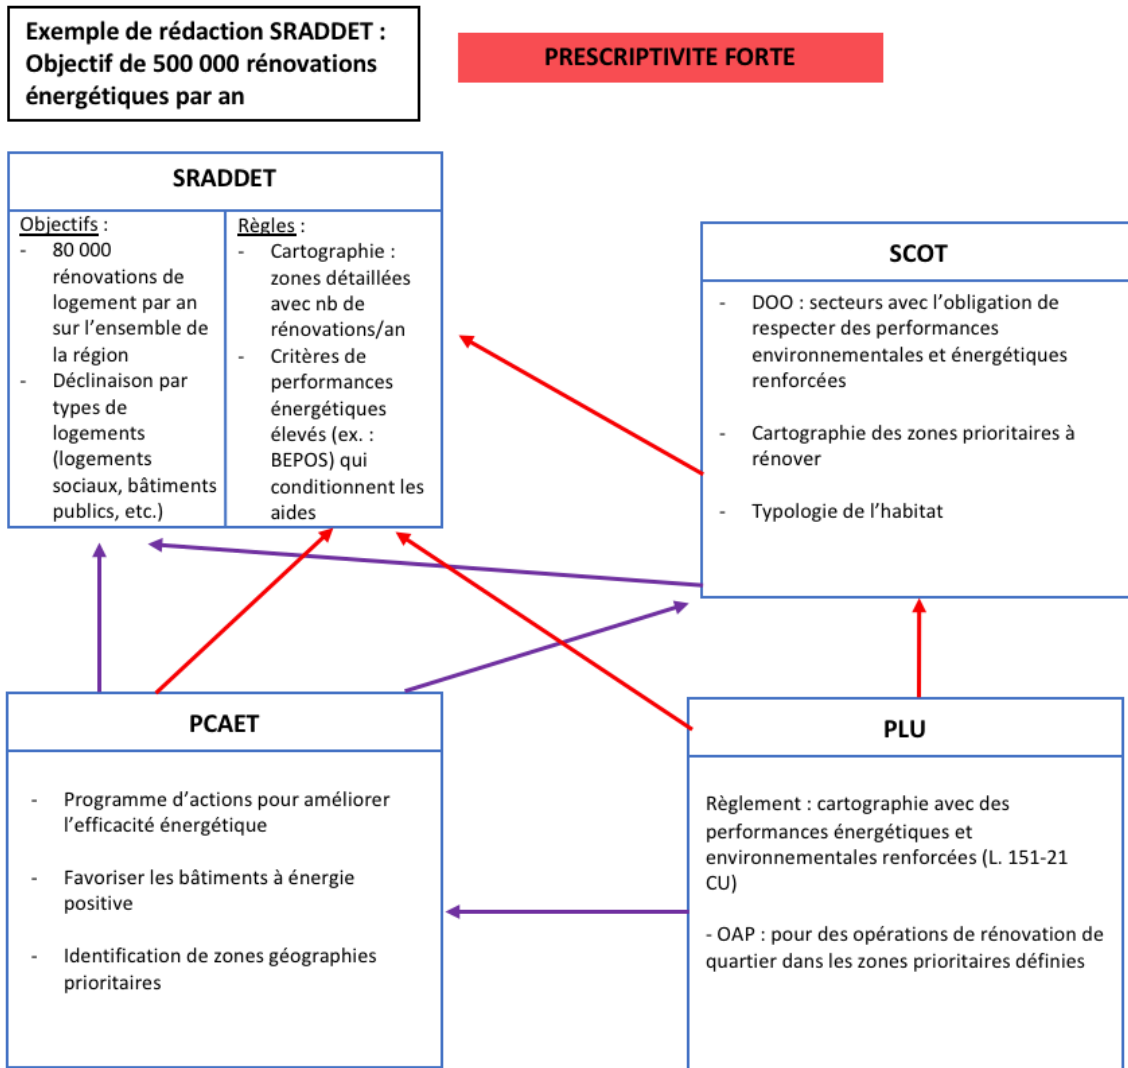 Exemple de rédaction SRADDET :
Objectif de 500 000 rénovations
énergétiques par an
PRESCRIPTIVITE FORTE
SRADDET
Objectifs :
- 80 000
rénovations de
logement par an
sur l'ensemble de
la région
- Déclinaison par
types de
logements
(logements
sociaux, bâtiments
publics, etc.)
Règles :
- Cartographie :
zones détaillées
avec nb de
rénovations/an
- Critères de
performances
énergétiques
élevés (ex. :
BEPOS) qui
conditionnent les
aides
SCOT
- DOO : secteurs avec l'obligation de
respecter des performances
environnementales et énergétiques
renforcées
- Cartographie des zones prioritaires à
rénover
- Typologie de l'habitat
PCAET
- Programme d'actions pour améliorer
l'efficacité énergétique
- Favoriser les bâtiments à énergie
positive
- Identification de zones géographies
prioritaires
PLU
Règlement : cartographie avec des
performances énergétiques et
environnementales renforcées (L. 151-21
CU)
- OAP : pour des opérations de rénovation de
quartier dans les zones prioritaires définies